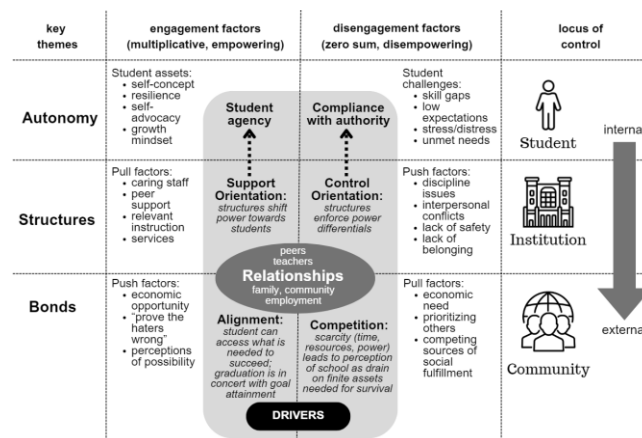 key
themes
engagement factors
(multiplicative, empowering)
disengagement factors
(zero sum, disempowering)
locus of
control
Autonomy
Student assets:
• self-concept
• resilience
• self-
advocacy
• growth
mindset
Student
agency
Compliance
with authority
Student
challenges:
• skill gaps
• low
expectations
• stress/distress
• unmet needs
Student
interna
Structures
Pull factors:
• caring staff
• peer
support
• relevant
instruction
• services
Support
Orientation:
structures shift
power towards
students
Control
Orientation:
structures
enforce power
differentials
Push factors:
• discipline
issues
• interpersonal
conflicts
• lack of safety
• lack of
belonging
Institution
peers
teachers
Relationships
family, community
employment
Bonds
Push factors:
• economic
opportunity
• "prove the
haters
wrong"
• perceptions
of possibility
Alignment:
student can
access what is
needed to
succeed;
graduation is in
concert with goal
attainment
Competition:
scarcity (time,
resources, power)
leads to perception
of school as drain
on finite assets
needed for survival
Pull factors:
• economic
need
• prioritizing
others
• competing
sources of
social
fulfillment
externa
Community
DRIVERS